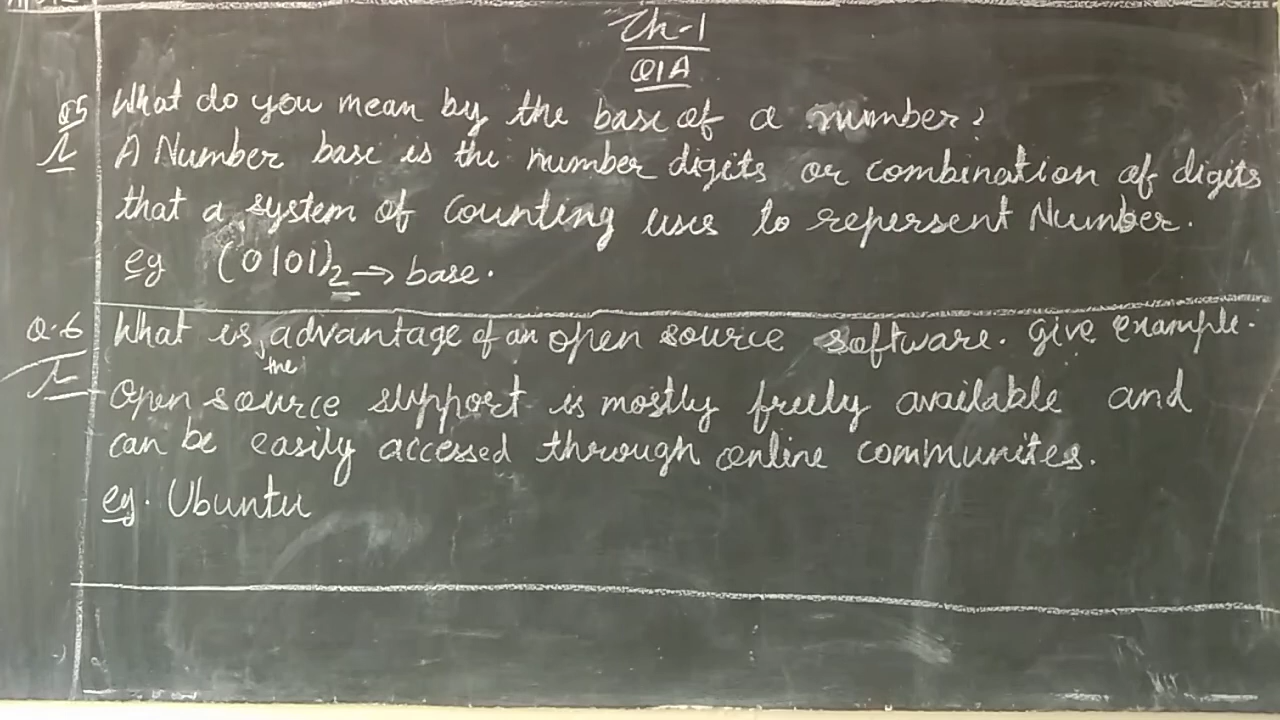 Ch-1
Q1A
Q5 What do you mean by the base of a number?
A Number base is the number digits or combination of digits
that a system of counting uses to repersent Number.
eg (0101)2 → base.
Q.6 What is, advantage of an open source software. Give example.
the
Open source support is mostly freely available and
can be easily accessed through online communites.
eg. Ubuntu